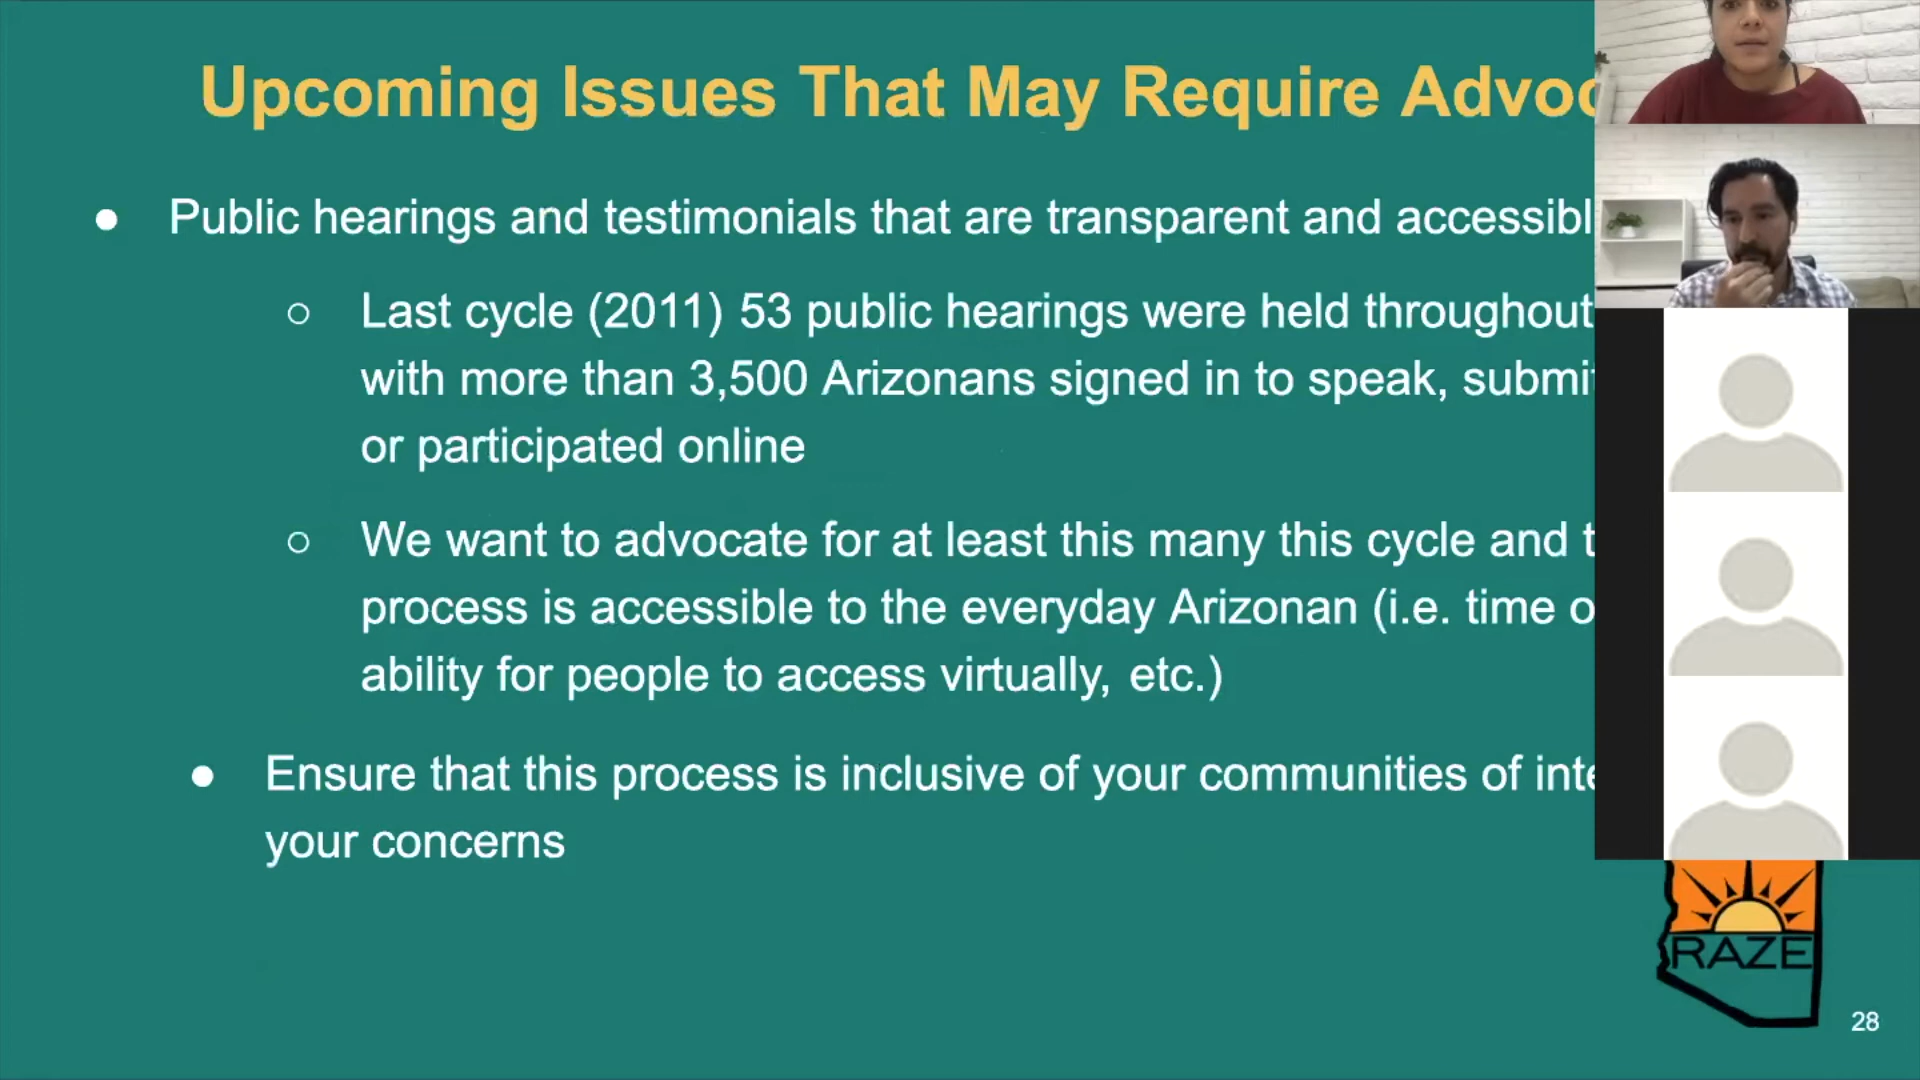 Upcoming Issues That May Require Advoc
● Public hearings and testimonials that are transparent and accessibl
○ Last cycle (2011) 53 public hearings were held throughout
with more than 3,500 Arizonans signed in to speak, submi
or participated online
○ We want to advocate for at least this many this cycle and t
process is accessible to the everyday Arizonan (i.e. time o
ability for people to access virtually, etc.)
● Ensure that this process is inclusive of your communities of inte
your concerns
RAZE
28